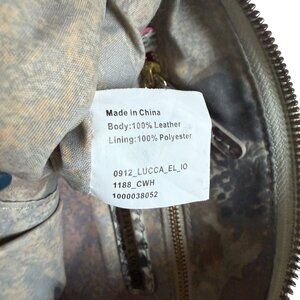 Made in China
Body:100% Leather
Lining:100% Polyester
0912_LUCCA_EL_IO
1188_CWH
1000038052